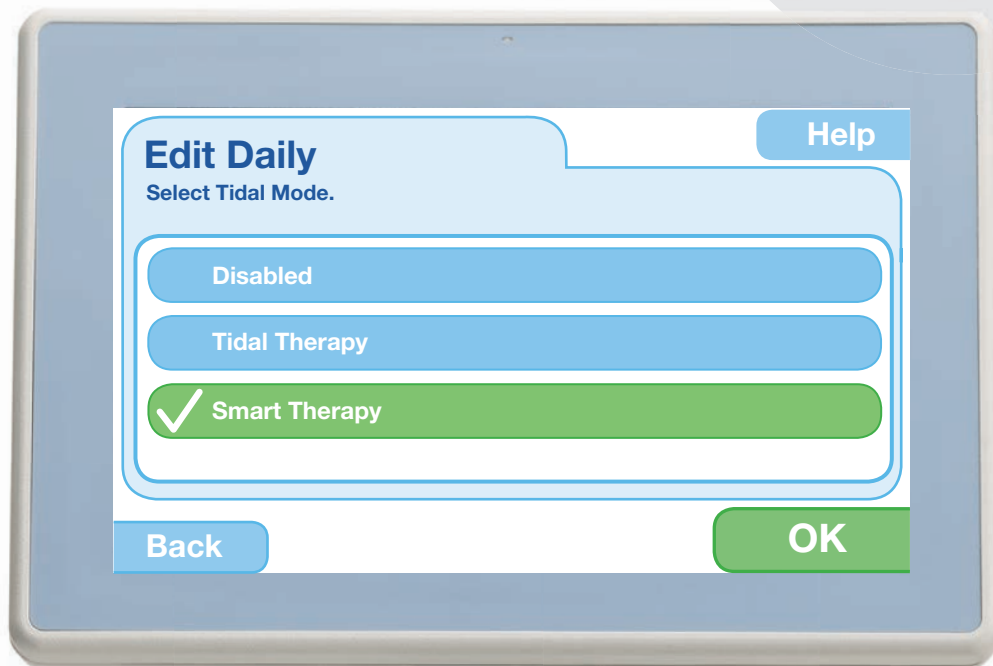 Edit Daily
Help
Select Tidal Mode.
Disabled
Tidal Therapy
Smart Therapy
Back
OK